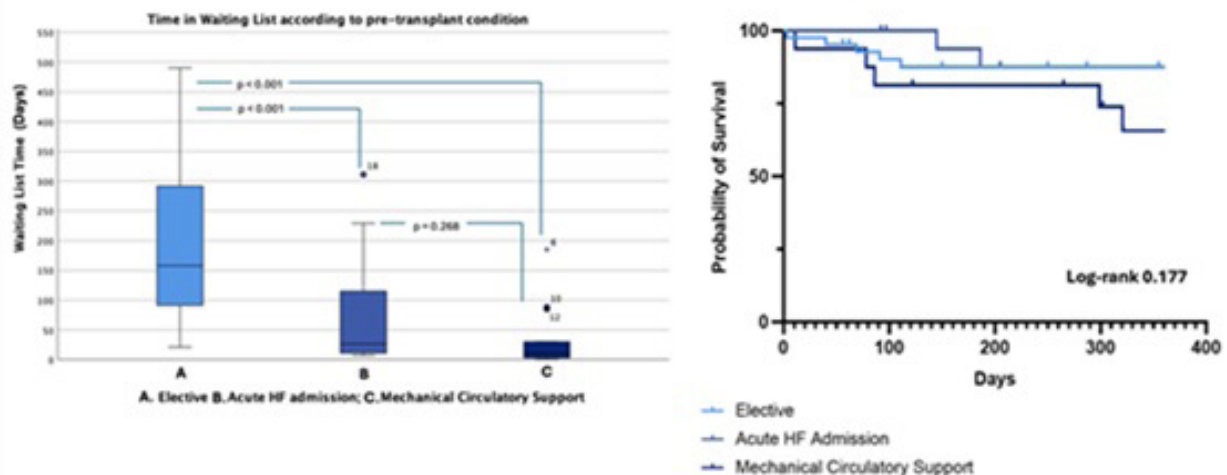 Time in Waiting List according to pre-transplant condition
550
500
450
400
350
300
250
200
150
100
50
0
Waiting List Time (Days)
p<0.001
p<0.001
18
p=0.268
6
10
12
A
B
C
A. Elective B.Acute HF admission; C.Mechanical Circulatory Support
100
50
0
Probability of Survival
Log-rank 0.177
0 100 200 300 400
Days
Elective
Acute HF Admission
Mechanical Circulatory Support